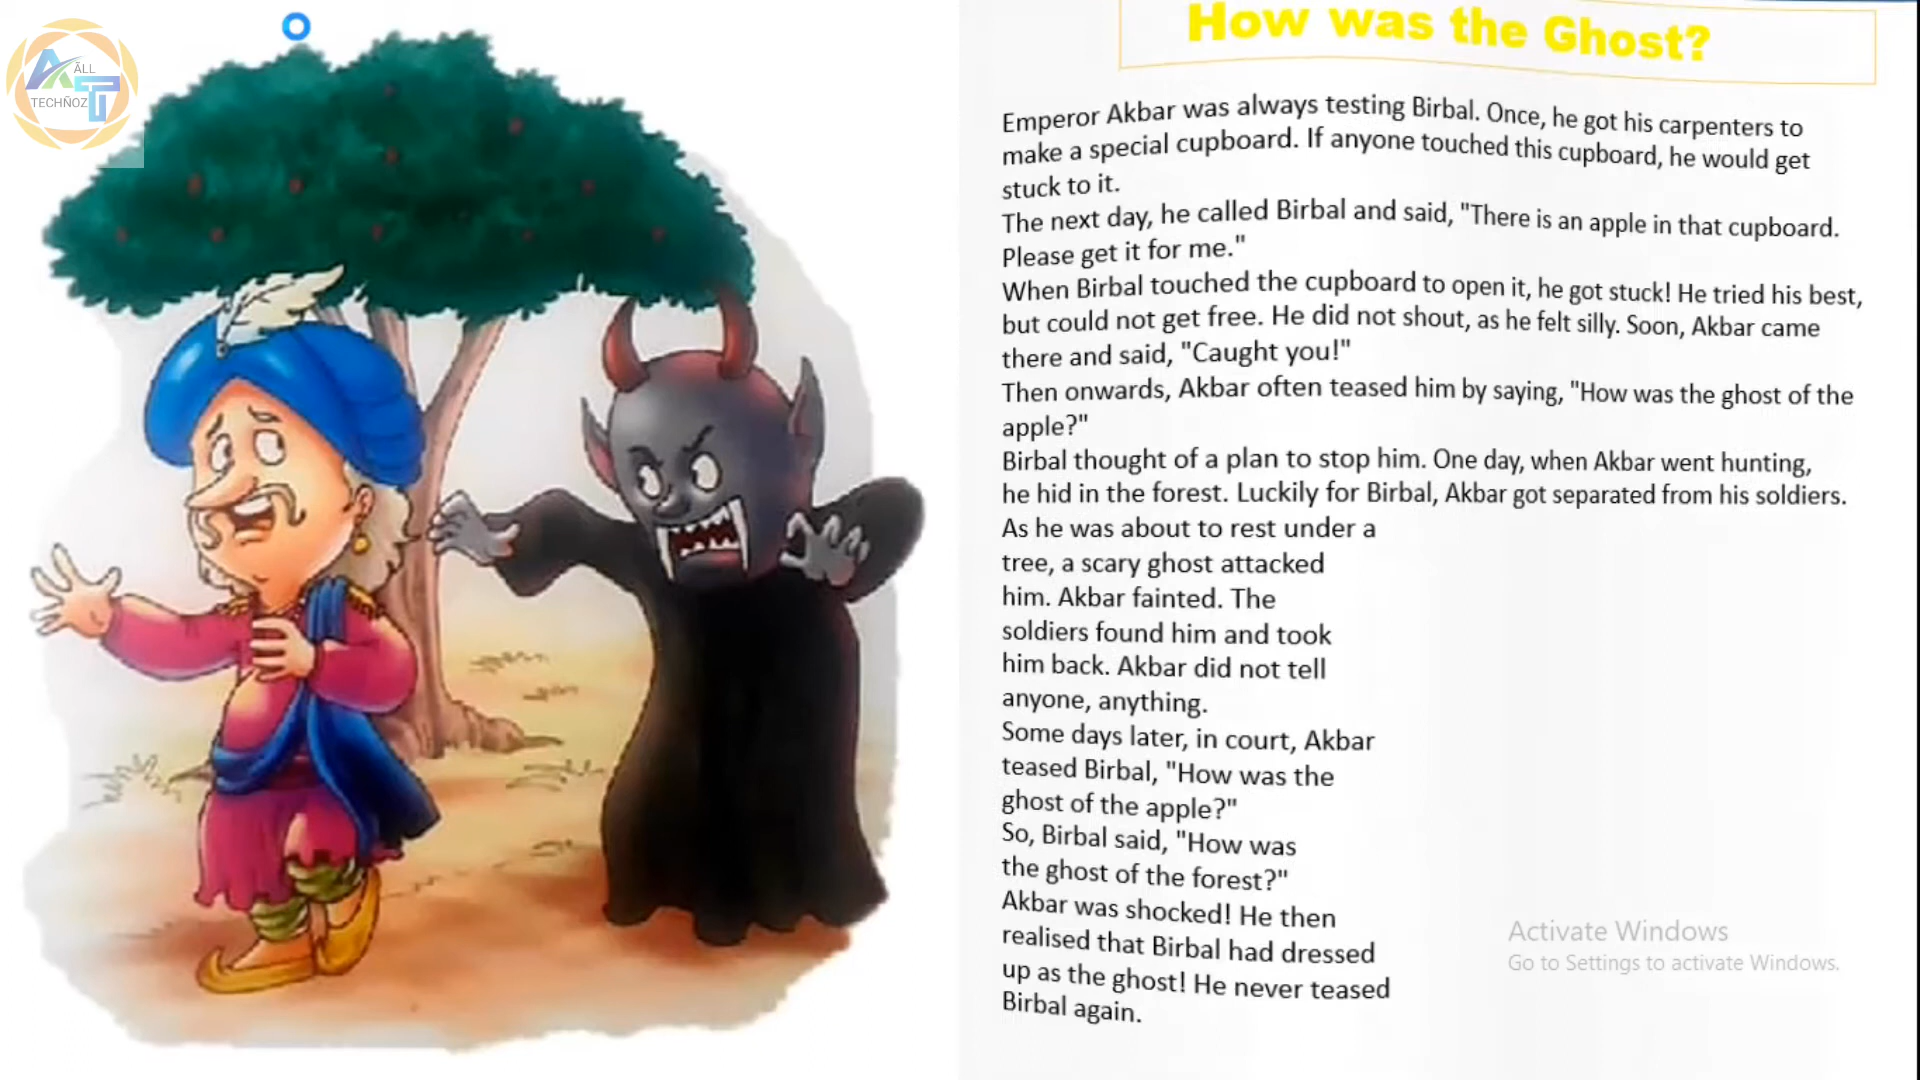 ĀLL
TECHÑOZ
AT
How was the Ghost?
Emperor Akbar was always testing Birbal. Once, he got his carpenters to
make a special cupboard. If anyone touched this cupboard, he would get
stuck to it.
The next day, he called Birbal and said, "There is an apple in that cupboard.
Please get it for me."
When Birbal touched the cupboard to open it, he got stuck! He tried his best,
but could not get free. He did not shout, as he felt silly. Soon, Akbar came
there and said, "Caught you!"
Then onwards, Akbar often teased him by saying, "How was the ghost of the
apple?"
Birbal thought of a plan to stop him. One day, when Akbar went hunting,
he hid in the forest. Luckily for Birbal, Akbar got separated from his soldiers.
As he was about to rest under a
tree, a scary ghost attacked
him. Akbar fainted. The
soldiers found him and took
him back. Akbar did not tell
anyone, anything.
Some days later, in court, Akbar
teased Birbal, "How was the
ghost of the apple?"
So, Birbal said, "How was
the ghost of the forest?"
Akbar was shocked! He then
realised that Birbal had dressed
up as the ghost! He never teased
Birbal again.
Activate Windows
Go to Settings to activate Windows.